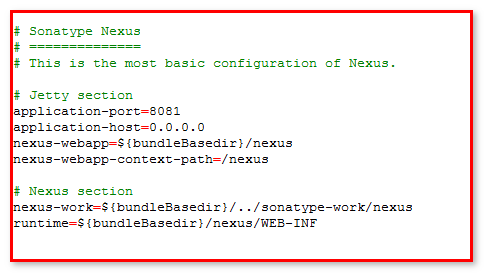 # Sonatype Nexus
# ==============
# This is the most basic configuration of Nexus.
# Jetty section
application-port=8081
application-host=0.0.0.0
nexus-webapp=${bundleBasedir}/nexus
nexus-webapp-context-path=/nexus
# Nexus section
nexus-work=${bundleBasedir}/../sonatype-work/nexus
runtime=${bundleBasedir}/nexus/WEB-INF